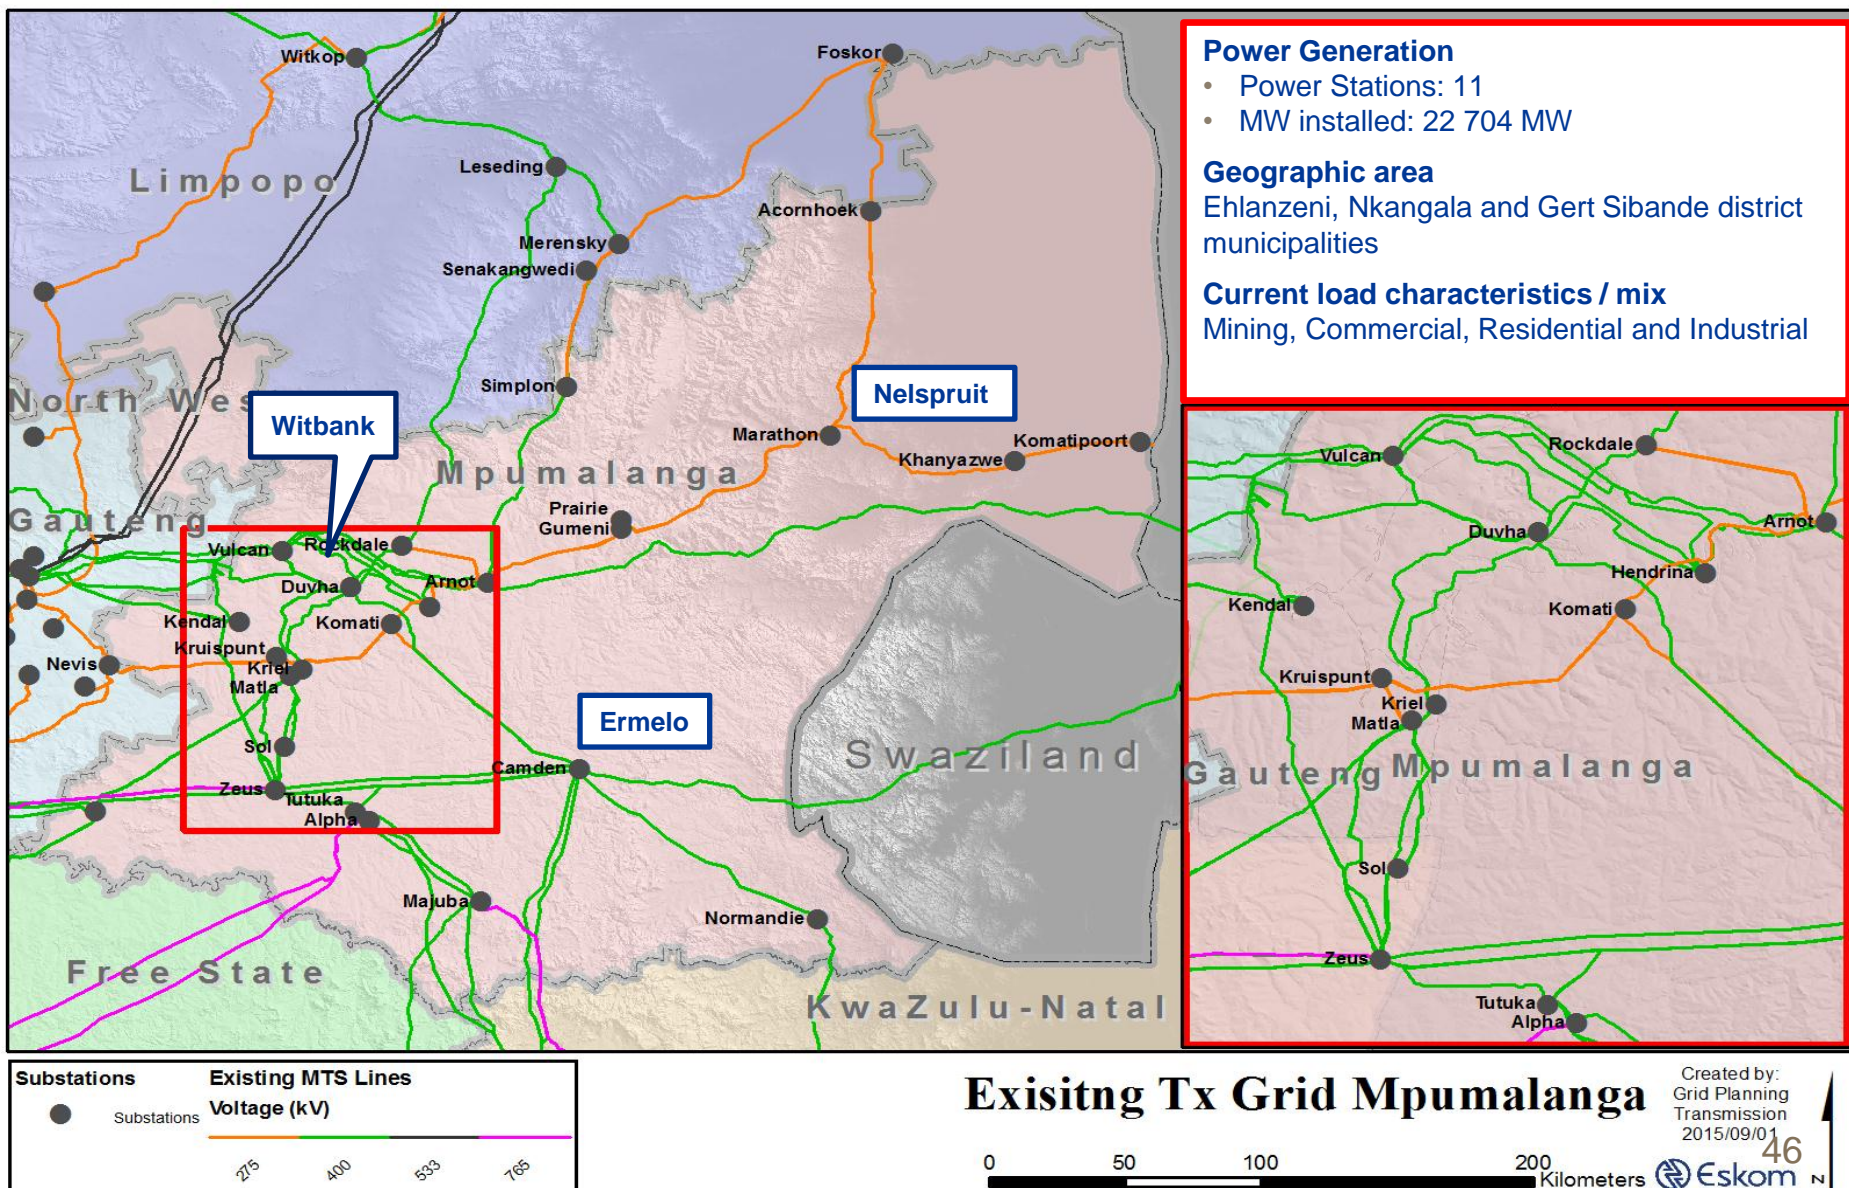 Witkop
Foskor
Limpopo
Leseding
Acornhoek
Merensky
Senakangwedi
Simplon
Nelspruit
North Wes
Witbank
Marathon
Komatipoort
Khanyazwe
Mpumalanga
Prairie
Gumeni
Gauteng
Vulcan
Rockdale
Duvha
Arnot
Kendal
Komati
Kruispunt
Nevis
Kriel
Matla
Ermelo
Sol
Swaziland
Camden
Zeus
Tutuka
Alpha
Majuba
Normandie
Free State
KwaZulu-Natal
Power Generation
• Power Stations: 11
• MW installed: 22 704 MW
Geographic area
Ehlanzeni, Nkangala and Gert Sibande district
municipalities
Current load characteristics / mix
Mining, Commercial, Residential and Industrial
Rockdale
Vulcan
Arnot
Duvha
Hendrina
Kendal
Komati
Kruispunt
Kriel
Matla
Gauteng
Mpumalanga
Sol
Zeus
Tutuka
Alpha
Substations
Substations
Existing MTS Lines
Voltage (kV)
275
400
533
765
Exisitng Tx Grid Mpumalanga
0 50 100 200
Kilometers
Created by:
Grid Planning
Transmission
2015/09/01
46
Eskom
N